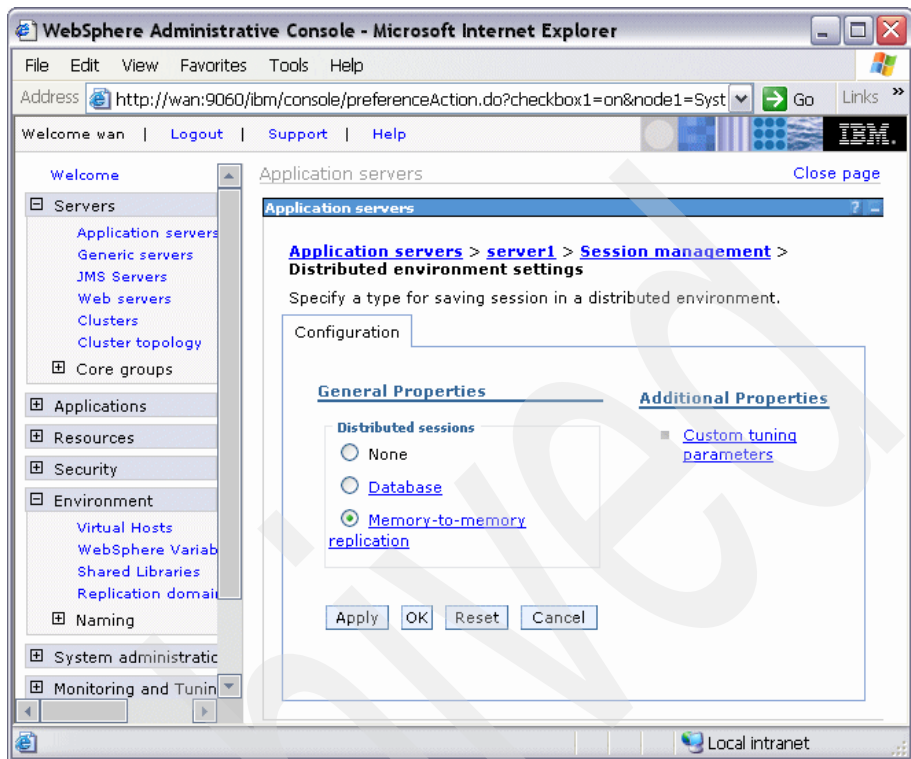 WebSphere Administrative Console - Microsoft Internet Explorer
File Edit View Favorites Tools Help
Address http://wan:9060/ibm/console/preferenceAction.do?checkbox1=on&node1=Syst Go Links »
Welcome wan | Logout | Support | Help IBM.
Welcome
Servers
Application servers
Generic servers
JMS Servers
Web servers
Clusters
Cluster topology
Core groups
Applications
Resources
Security
Environment
Virtual Hosts
WebSphere Variab
Shared Libraries
Replication domai
Naming
System administratic
Monitoring and Tunin
Application servers Close page
Application servers ? -
Application servers > server1 > Session management >
Distributed environment settings
Specify a type for saving session in a distributed environment.
Configuration
General Properties
Distributed sessions
None
Database
Memory-to-memory
replication
Apply OK Reset Cancel
Additional Properties
Custom tuning
parameters
Local intranet